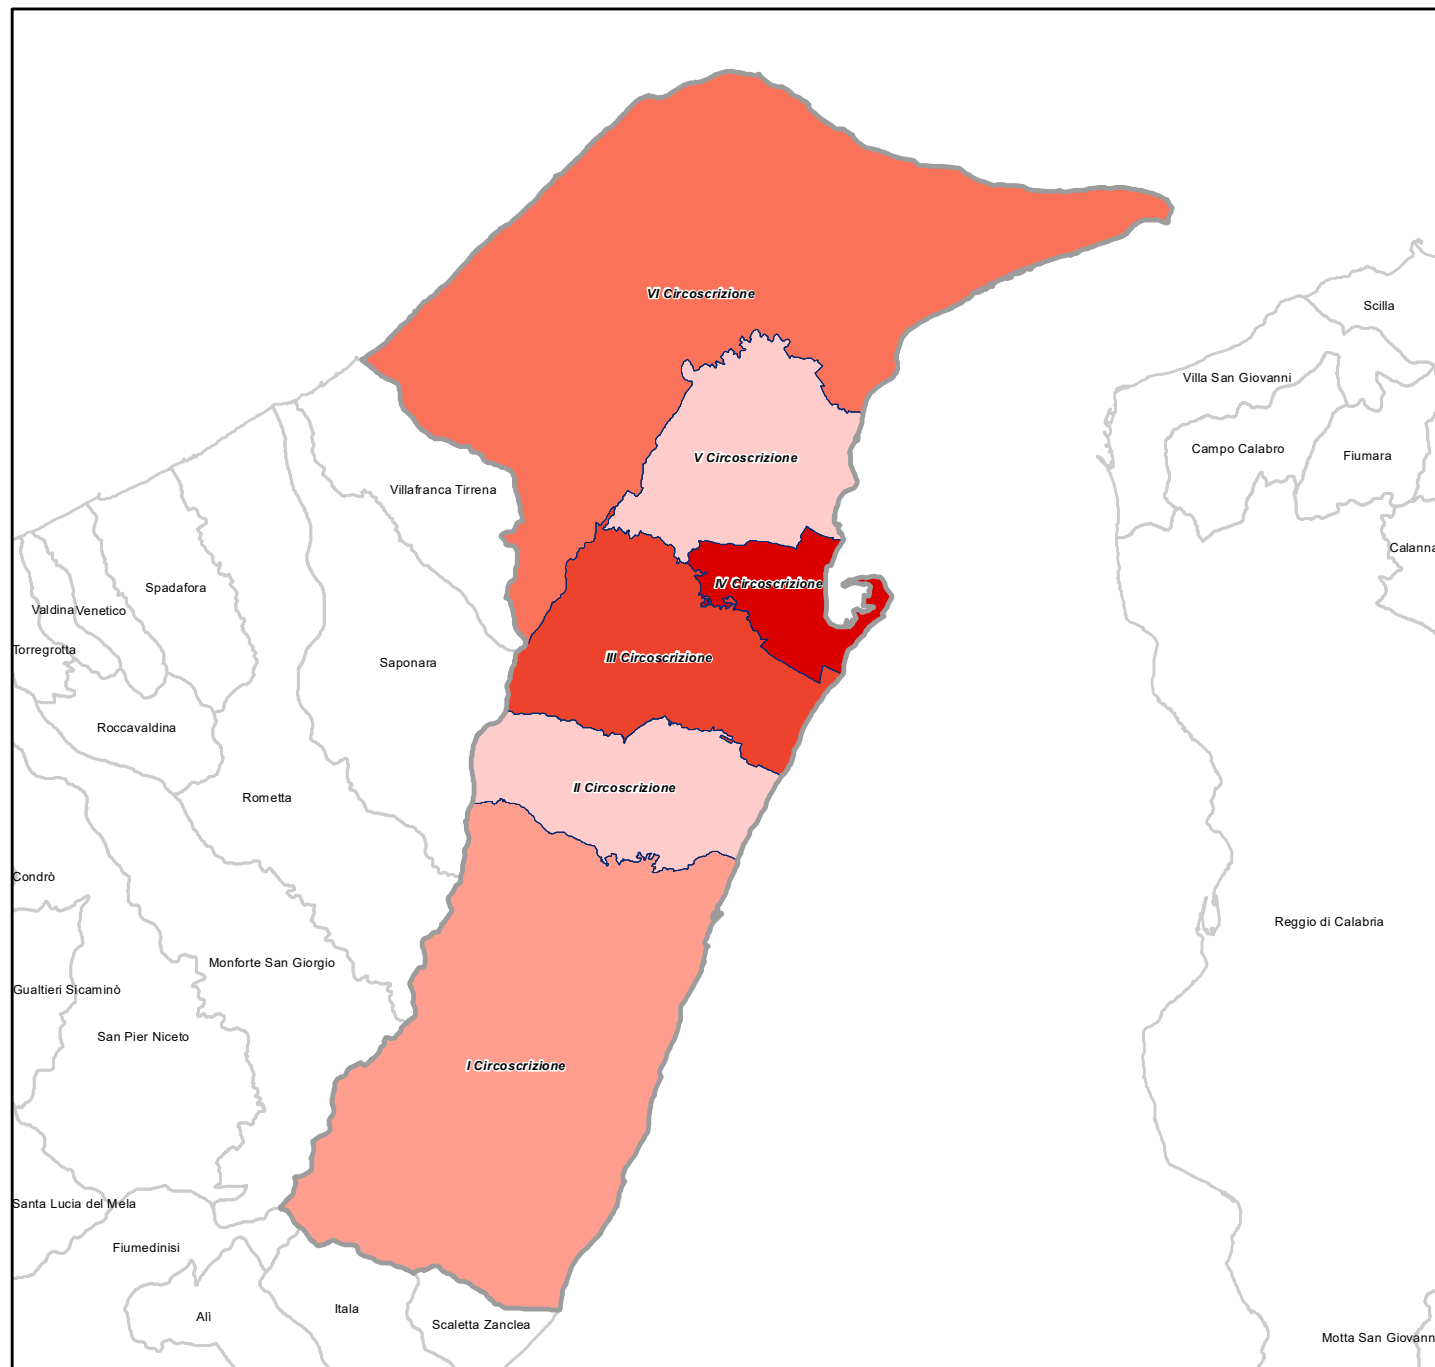 VI Circoscrizione
Scilla
Villa San Giovanni
Campo Calabro
Fiumara
V Circoscrizione
Villafranca Tirrena
Calanna
IV Circoscrizione
Spadafora
Valdina
Venetico
Torregrotta
III Circoscrizione
Saponara
Roccavaldina
II Circoscrizione
Rometta
Condrò
Reggio di Calabria
Monforte San Giorgio
Gualtieri Sicaminò
San Pier Niceto
I Circoscrizione
Santa Lucia del Mela
Fiumedinisi
Itala
Alì
Scaletta Zanclea
Motta San Giovann